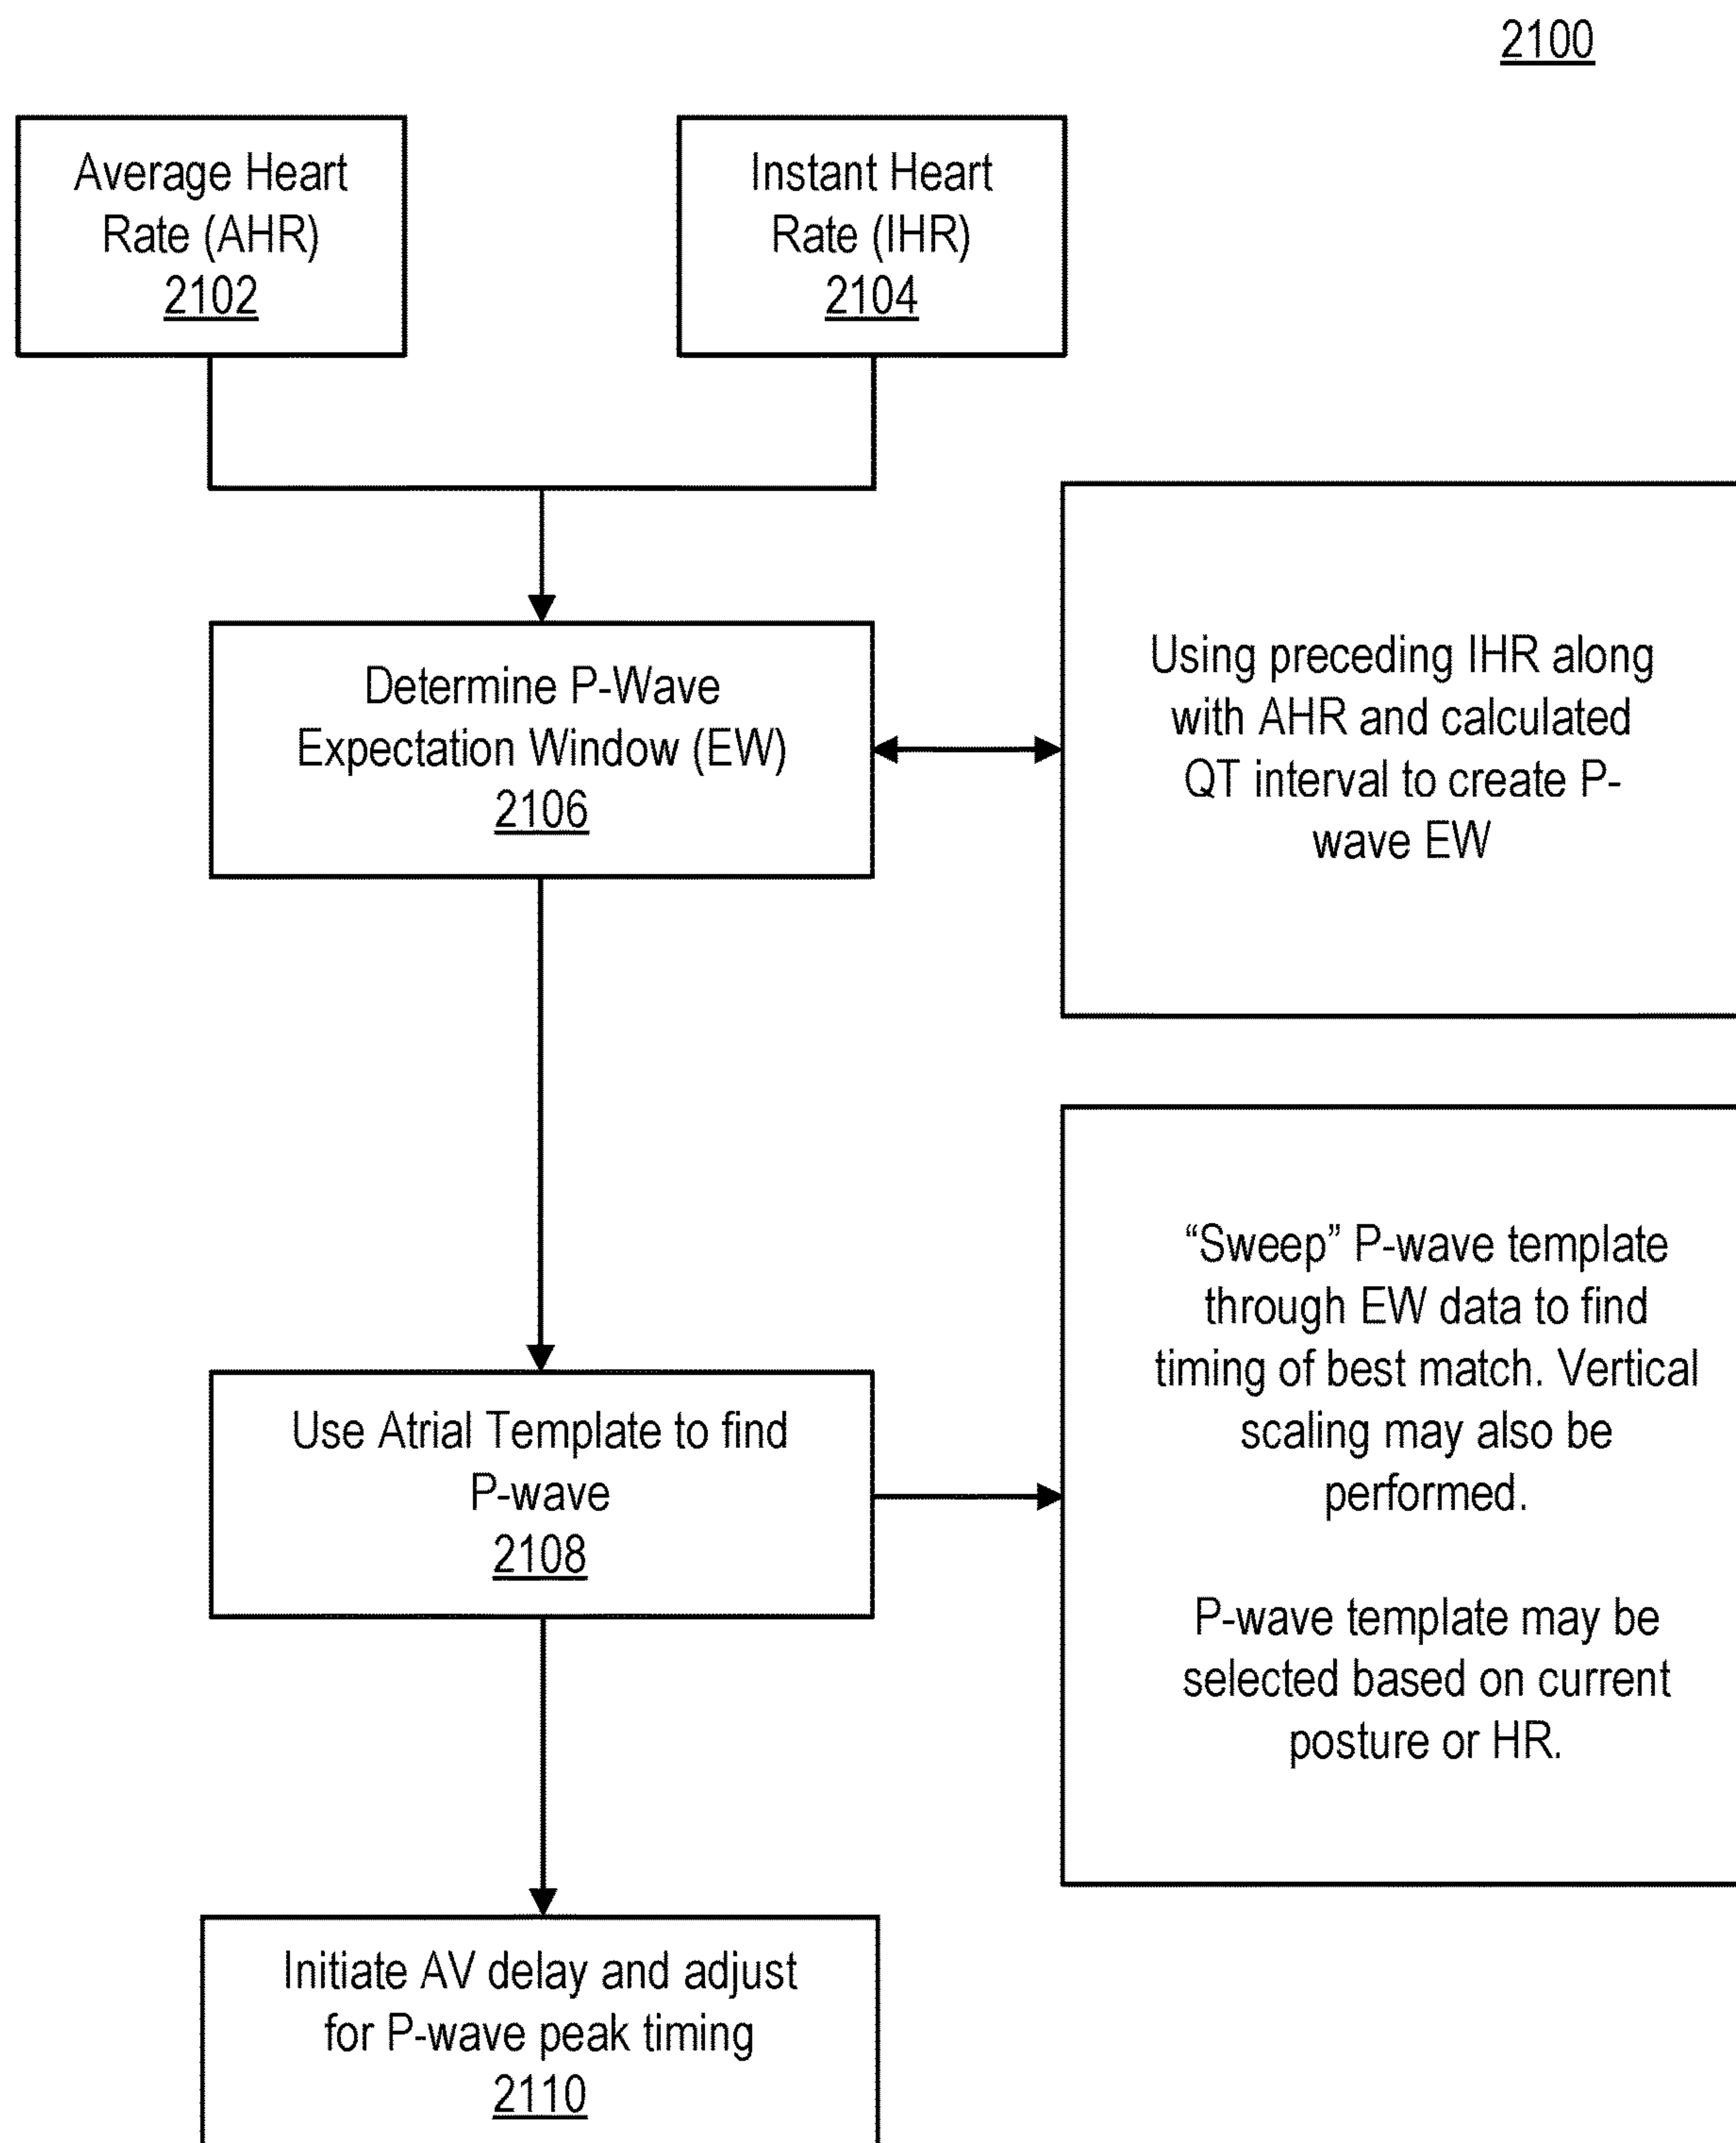 2100
Average Heart
Rate (AHR)
2102
Instant Heart
Rate (IHR)
2104
Determine P-Wave
Expectation Window (EW)
2106
Using preceding IHR along
with AHR and calculated
QT interval to create P-
wave EW
Use Atrial Template to find
P-wave
2108
“Sweep” P-wave template
through EW data to find
timing of best match. Vertical
scaling may also be
performed.
P-wave template may be
selected based on current
posture or HR.
Initiate AV delay and adjust
for P-wave peak timing
2110